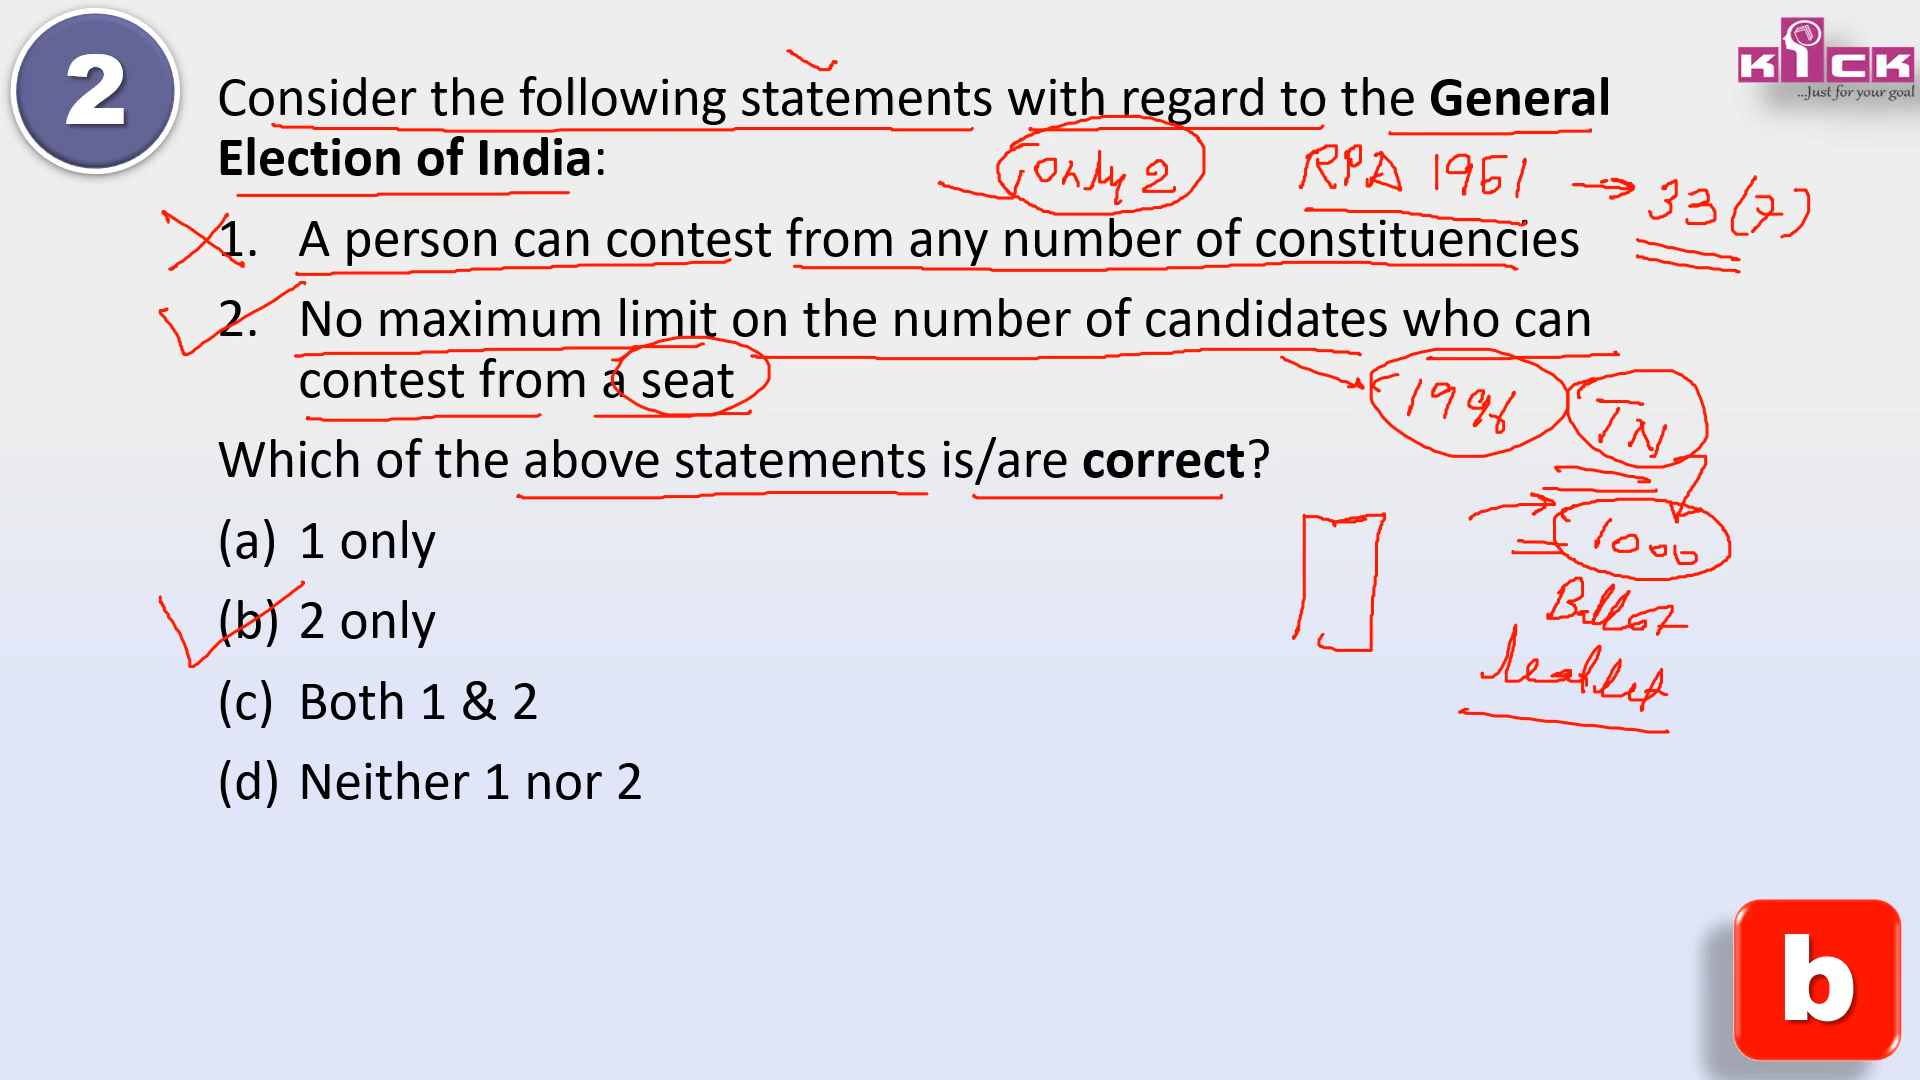 2
KICK
...Just for your goal
Consider the following statements with regard to the General
Election of India:
only 2
RPA 1951 → 33(7)
1. A person can contest from any number of constituencies
2. No maximum limit on the number of candidates who can
contest from a seat
1996 TN
Which of the above statements is/are correct?
1000
Ballot
leaflet
(a) 1 only
(b) 2 only
(c) Both 1 & 2
(d) Neither 1 nor 2
b